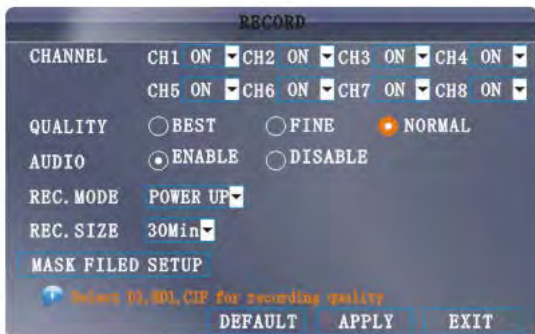 RECORD
CHANNEL CH1 ON CH2 ON CH3 ON CH4 ON
CH5 ON CH6 ON CH7 ON CH8 ON
QUALITY BEST FINE NORMAL
AUDIO ENABLE DISABLE
REC. MODE POWER UP
REC. SIZE 30Min
MASK FILED SETUP
Select D1,HD1,CIF for recording quality
DEFAULT APPLY EXIT